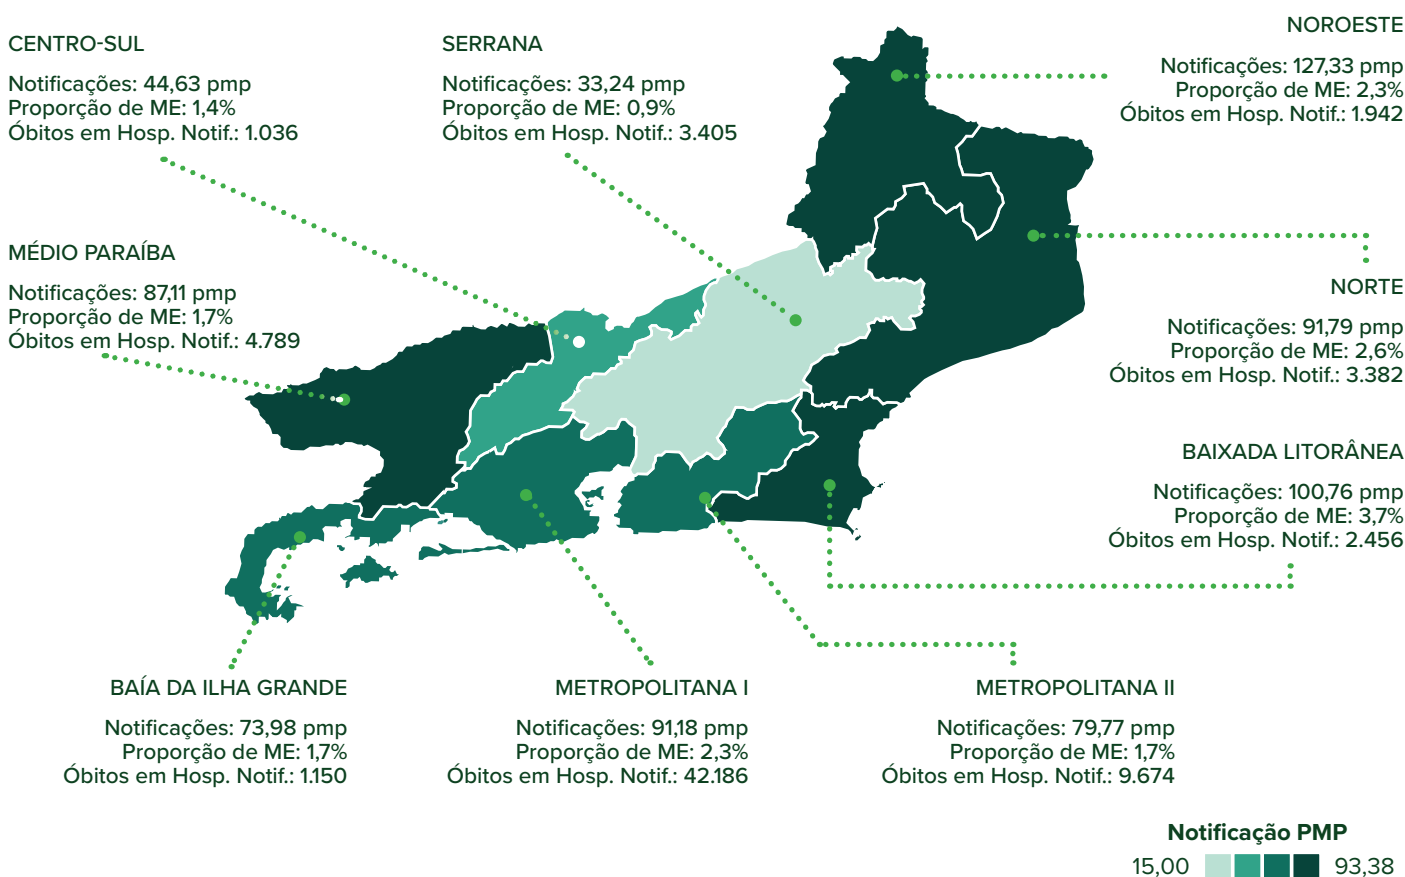 CENTRO-SUL
Notificações: 44,63 pmp
Proporção de ME: 1,4%
Óbitos em Hosp. Notif.: 1.036
SERRANA
Notificações: 33,24 pmp
Proporção de ME: 0,9%
Óbitos em Hosp. Notif.: 3.405
NOROESTE
Notificações: 127,33 pmp
Proporção de ME: 2,3%
Óbitos em Hosp. Notif.: 1.942
MÉDIO PARAÍBA
Notificações: 87,11 pmp
Proporção de ME: 1,7%
Óbitos em Hosp. Notif.: 4.789
NORTE
Notificações: 91,79 pmp
Proporção de ME: 2,6%
Óbitos em Hosp. Notif.: 3.382
BAIXADA LITORÂNEA
Notificações: 100,76 pmp
Proporção de ME: 3,7%
Óbitos em Hosp. Notif.: 2.456
BAÍA DA ILHA GRANDE
Notificações: 73,98 pmp
Proporção de ME: 1,7%
Óbitos em Hosp. Notif.: 1.150
METROPOLITANA I
Notificações: 91,18 pmp
Proporção de ME: 2,3%
Óbitos em Hosp. Notif.: 42.186
METROPOLITANA II
Notificações: 79,77 pmp
Proporção de ME: 1,7%
Óbitos em Hosp. Notif.: 9.674
Notificação PMP
15,00 93,38